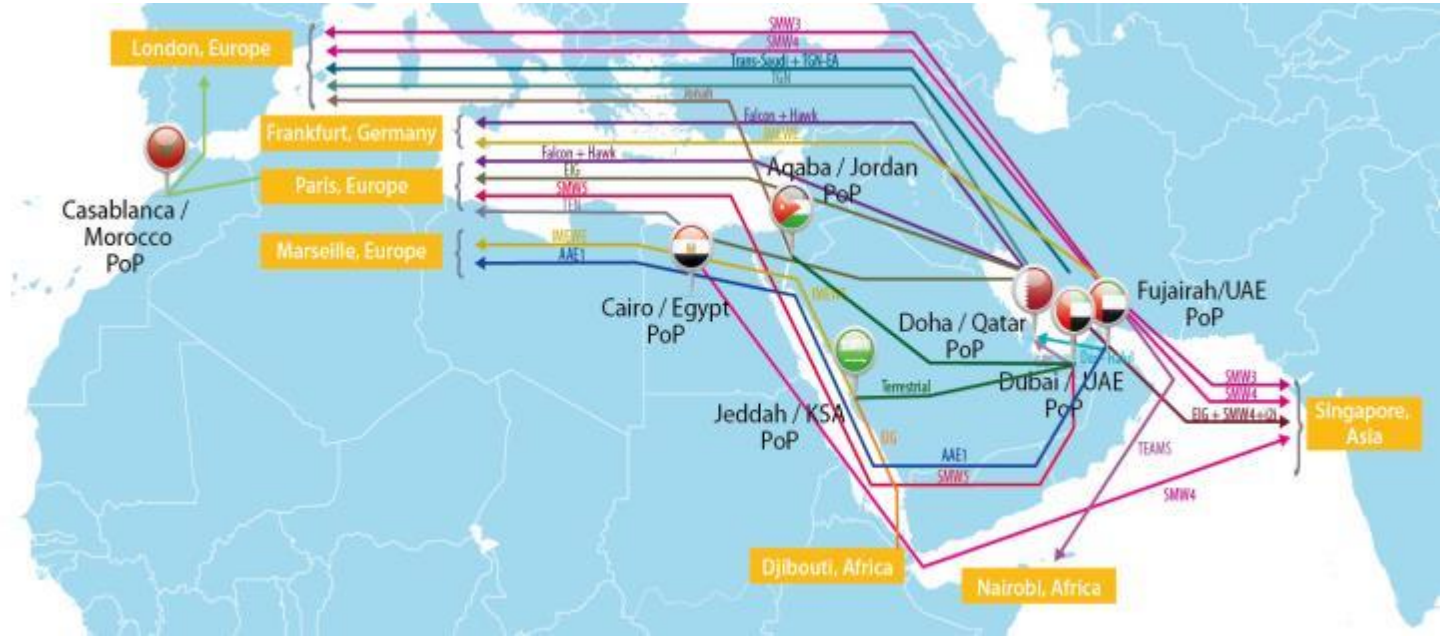 SMW3
London, Europe
SMW4
Trans-Saudi + TGN-EA
TGN
Jonah
Falcon + Hawk
Frankfurt, Germany
IMEWE
Falcon + Hawk
Aqaba / Jordan
PoP
EIG
Paris, Europe
SMW5
TEN
Casablanca /
Morocco
PoP
IMEWE
Marseille, Europe
AAE1
IMEWE
Cairo / Egypt
PoP
Doha / Qatar
PoP
Fujairah/UAE
PoP
Dubai / UAE
PoP
Terrestrial
Jeddah / KSA
PoP
SMW3
SMW4
EIG + SMW4+(2)
Singapore,
Asia
EIG
AAE1
SMW5
TEAMS
SMW4
Djibouti, Africa
Nairobi, Africa